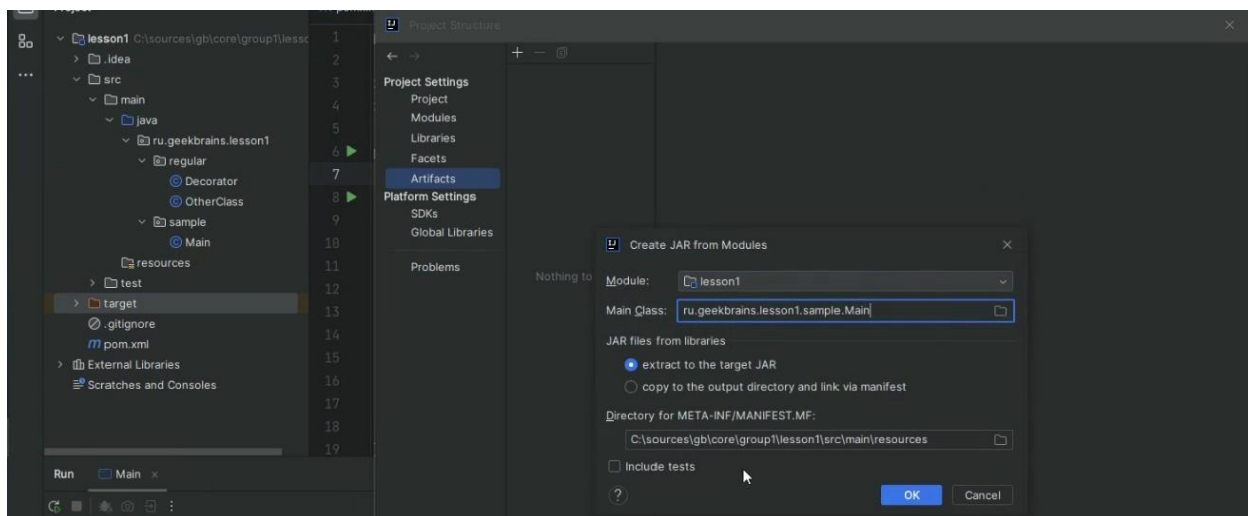 Project Structure
lesson1 C:\sources\gb\core\group1\lesso
.idea
src
main
java
ru.geekbrains.lesson1
regular
Decorator
OtherClass
sample
Main
resources
test
target
.gitignore
pom.xml
External Libraries
Scratches and Consoles
1
2
3
4
5
6
7
8
9
10
11
12
13
14
15
16
17
18
19
Project Settings
Project
Modules
Libraries
Facets
Artifacts
Platform Settings
SDKs
Global Libraries
Problems
Nothing to
Create JAR from Modules
Module: lesson1
Main Class: ru.geekbrains.lesson1.sample.Main
JAR files from libraries
extract to the target JAR
copy to the output directory and link via manifest
Directory for META-INF/MANIFEST.MF:
C:\sources\gb\core\group1\lesson1\src\main\resources
Include tests
? OK Cancel
Run Main